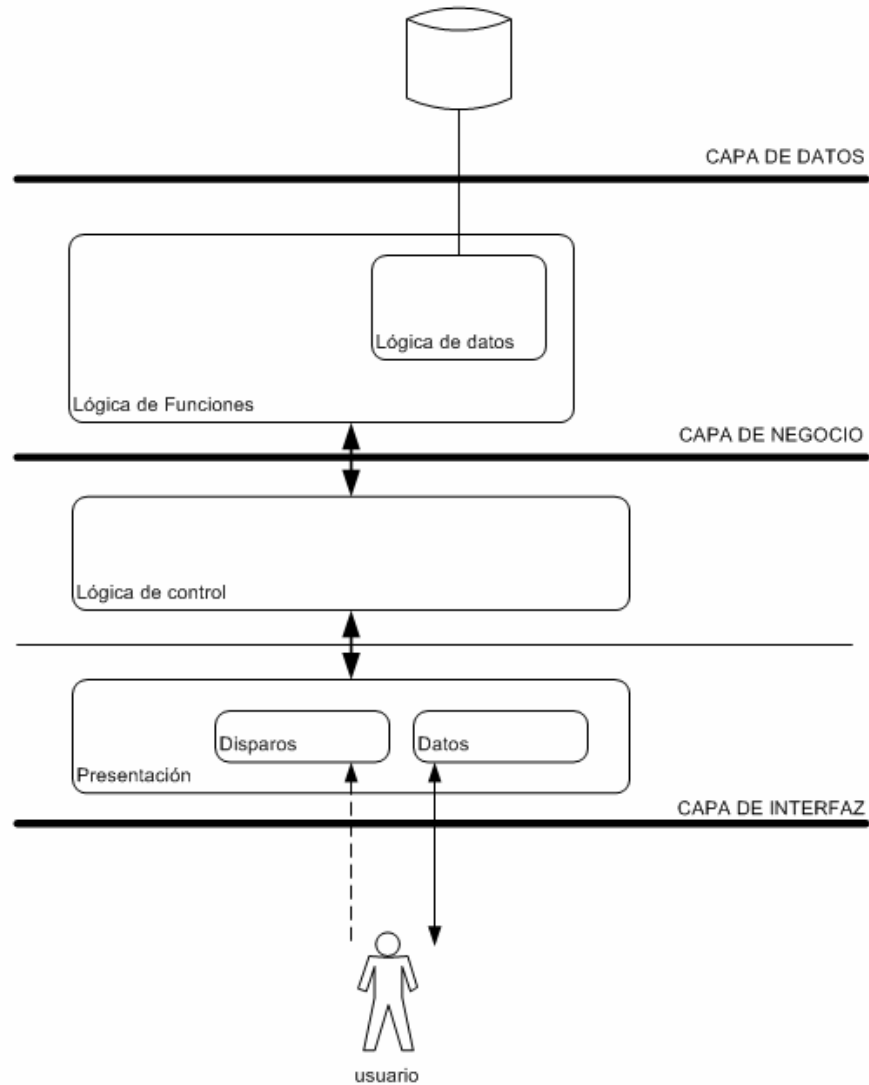 CAPA DE DATOS
Lógica de datos
Lógica de Funciones
CAPA DE NEGOCIO
Lógica de control
Disparos
Datos
Presentación
CAPA DE INTERFAZ
usuario